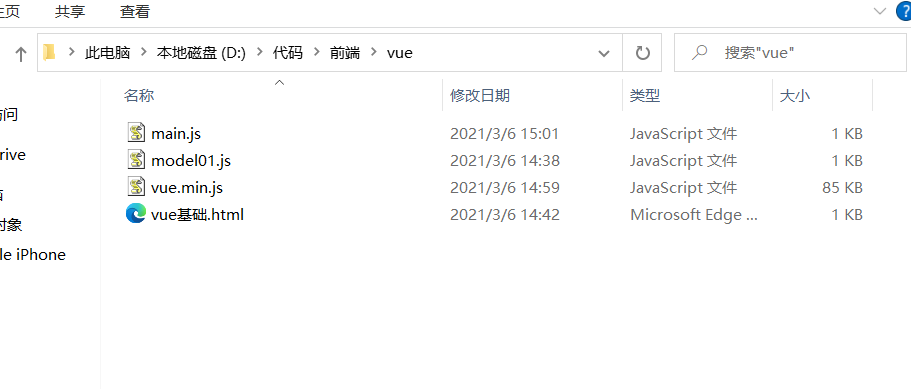 主页 共享 查看
此电脑 本地磁盘 (D:) 代码 前端 vue 搜索"vue"
名称 修改日期 类型 大小
main.js 2021/3/6 15:01 JavaScript 文件 1 KB
model01.js 2021/3/6 14:38 JavaScript 文件 1 KB
vue.min.js 2021/3/6 14:59 JavaScript 文件 85 KB
vue基础.html 2021/3/6 14:42 Microsoft Edge ... 1 KB
访问
rive
对象
le iPhone